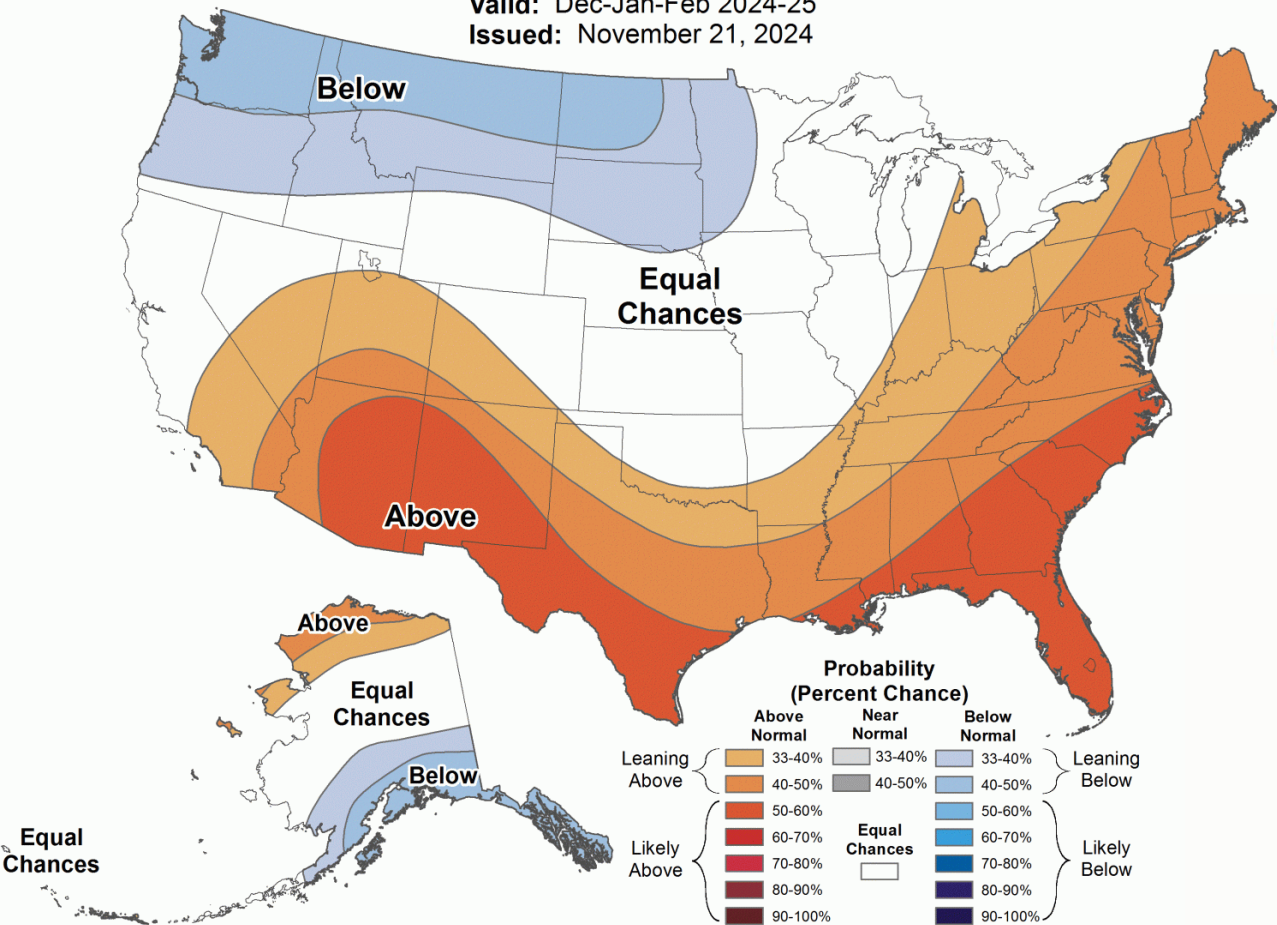 Valid: Dec-Jan-Feb 2024-25
Issued: November 21, 2024
Below
Equal
Chances
Above
Above
Equal
Chances
Below
Equal
Chances
Probability
(Percent Chance)
Above
Normal
Near
Normal
Below
Normal
Leaning
Above
33-40%
40-50%
33-40%
40-50%
33-40%
40-50%
Leaning
Below
Likely
Above
50-60%
60-70%
70-80%
80-90%
90-100%
Equal
Chances
50-60%
60-70%
70-80%
80-90%
90-100%
Likely
Below